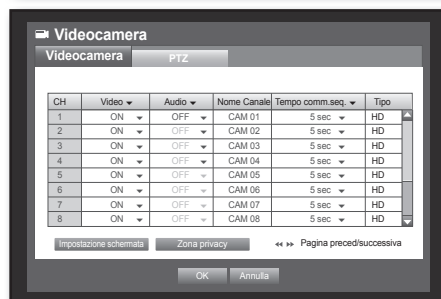 Videocamera
Videocamera PTZ
CH Video Audio Nome Canale Tempo comm.seq. Tipo
1 ON OFF CAM 01 5 sec HD
2 ON OFF CAM 02 5 sec HD
3 ON OFF CAM 03 5 sec HD
4 ON OFF CAM 04 5 sec HD
5 ON OFF CAM 05 5 sec HD
6 ON OFF CAM 06 5 sec HD
7 ON OFF CAM 07 5 sec HD
8 ON OFF CAM 08 5 sec HD
Impostazione schermata Zona privacy Pagina preced/successiva
OK Annulla